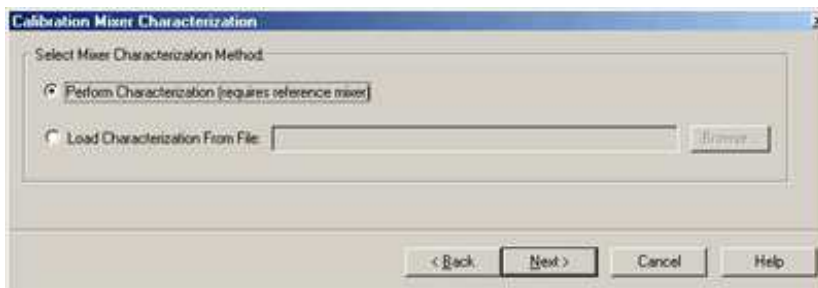 Calibration Mixer Characterization
Select Mixer Characterization Method
Perform Characterization (requires reference mixer)
Load Characterization From File:
Browse...
< Back Next > Cancel Help